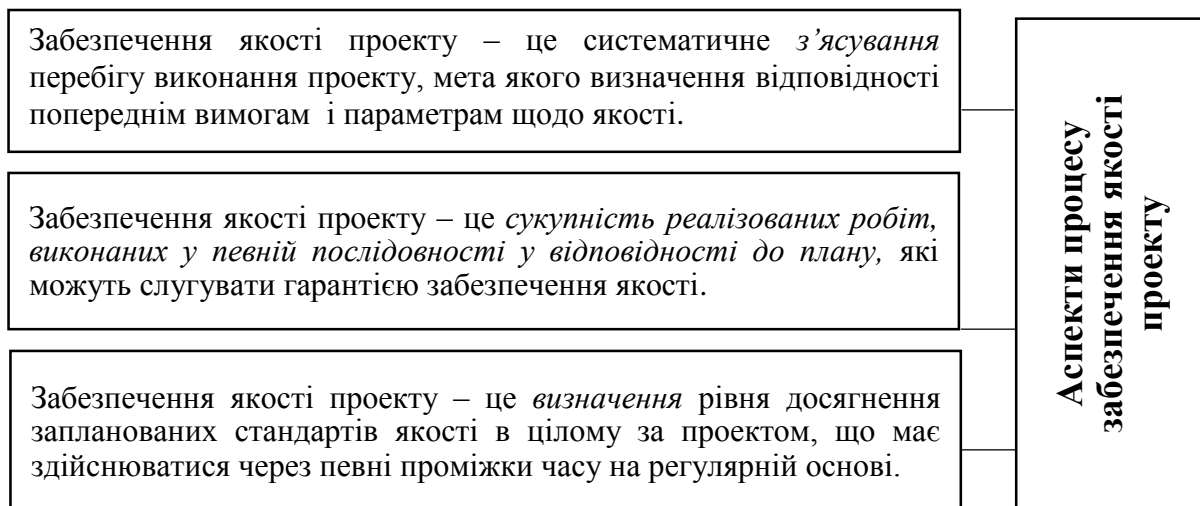 Забезпечення якості проекту – це систематичне з’ясування
перебігу виконання проекту, мета якого визначення відповідності
попереднім вимогам і параметрам щодо якості.
Забезпечення якості проекту – це сукупність реалізованих робіт,
виконаних у певній послідовності у відповідності до плану, які
можуть слугувати гарантією забезпечення якості.
Забезпечення якості проекту – це визначення рівня досягнення
запланованих стандартів якості в цілому за проектом, що має
здійснюватися через певні проміжки часу на регулярній основі.
Аспекти процесу
забезпечення якості
проекту